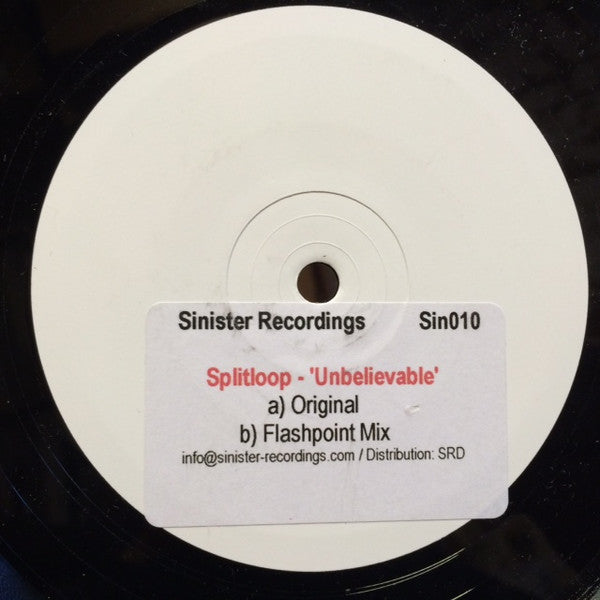 Sinister Recordings Sin010
Splitloop - 'Unbelievable'
a) Original
b) Flashpoint Mix
info@sinister-recordings.com / Distribution: SRD